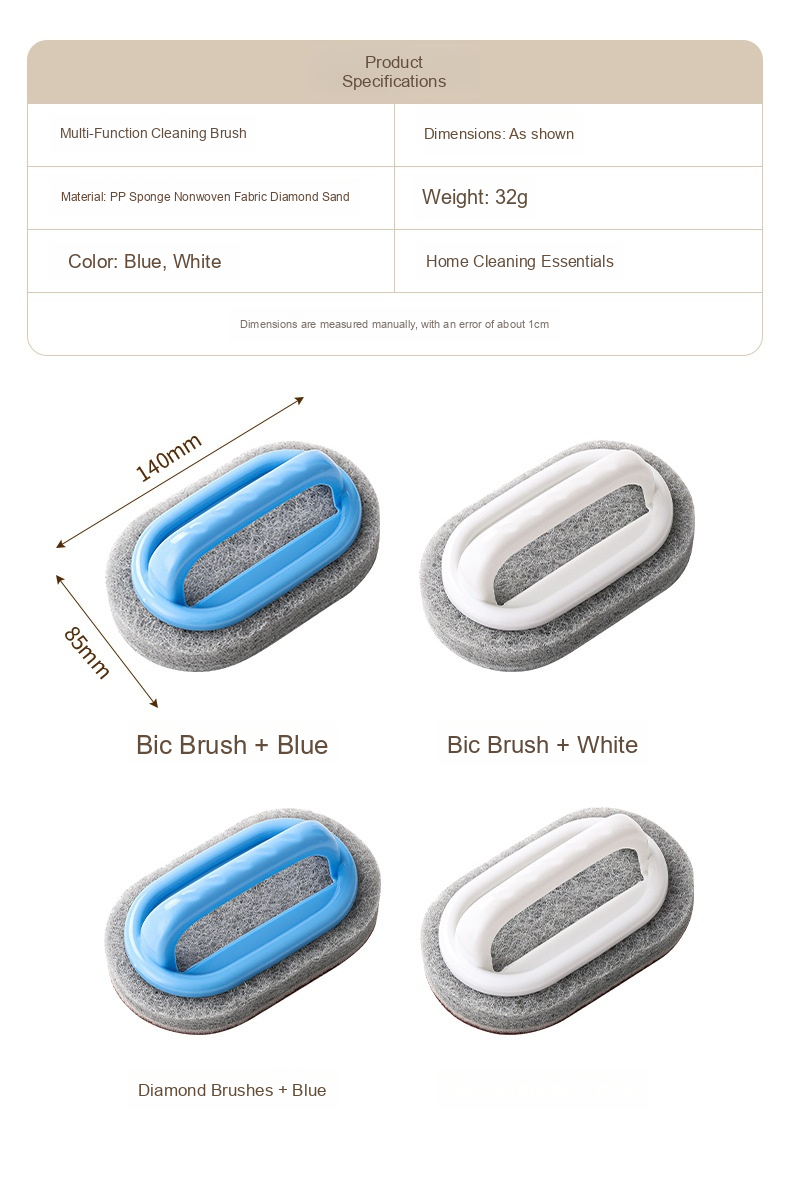 Product
Specifications
Multi-Function Cleaning Brush
Dimensions: As shown
Material: PP Sponge Nonwoven Fabric Diamond Sand
Weight: 32g
Color: Blue, White
Home Cleaning Essentials
Dimensions are measured manually, with an error of about 1cm
140mm
85mm
Bic Brush + Blue
Bic Brush + White
Diamond Brushes + Blue